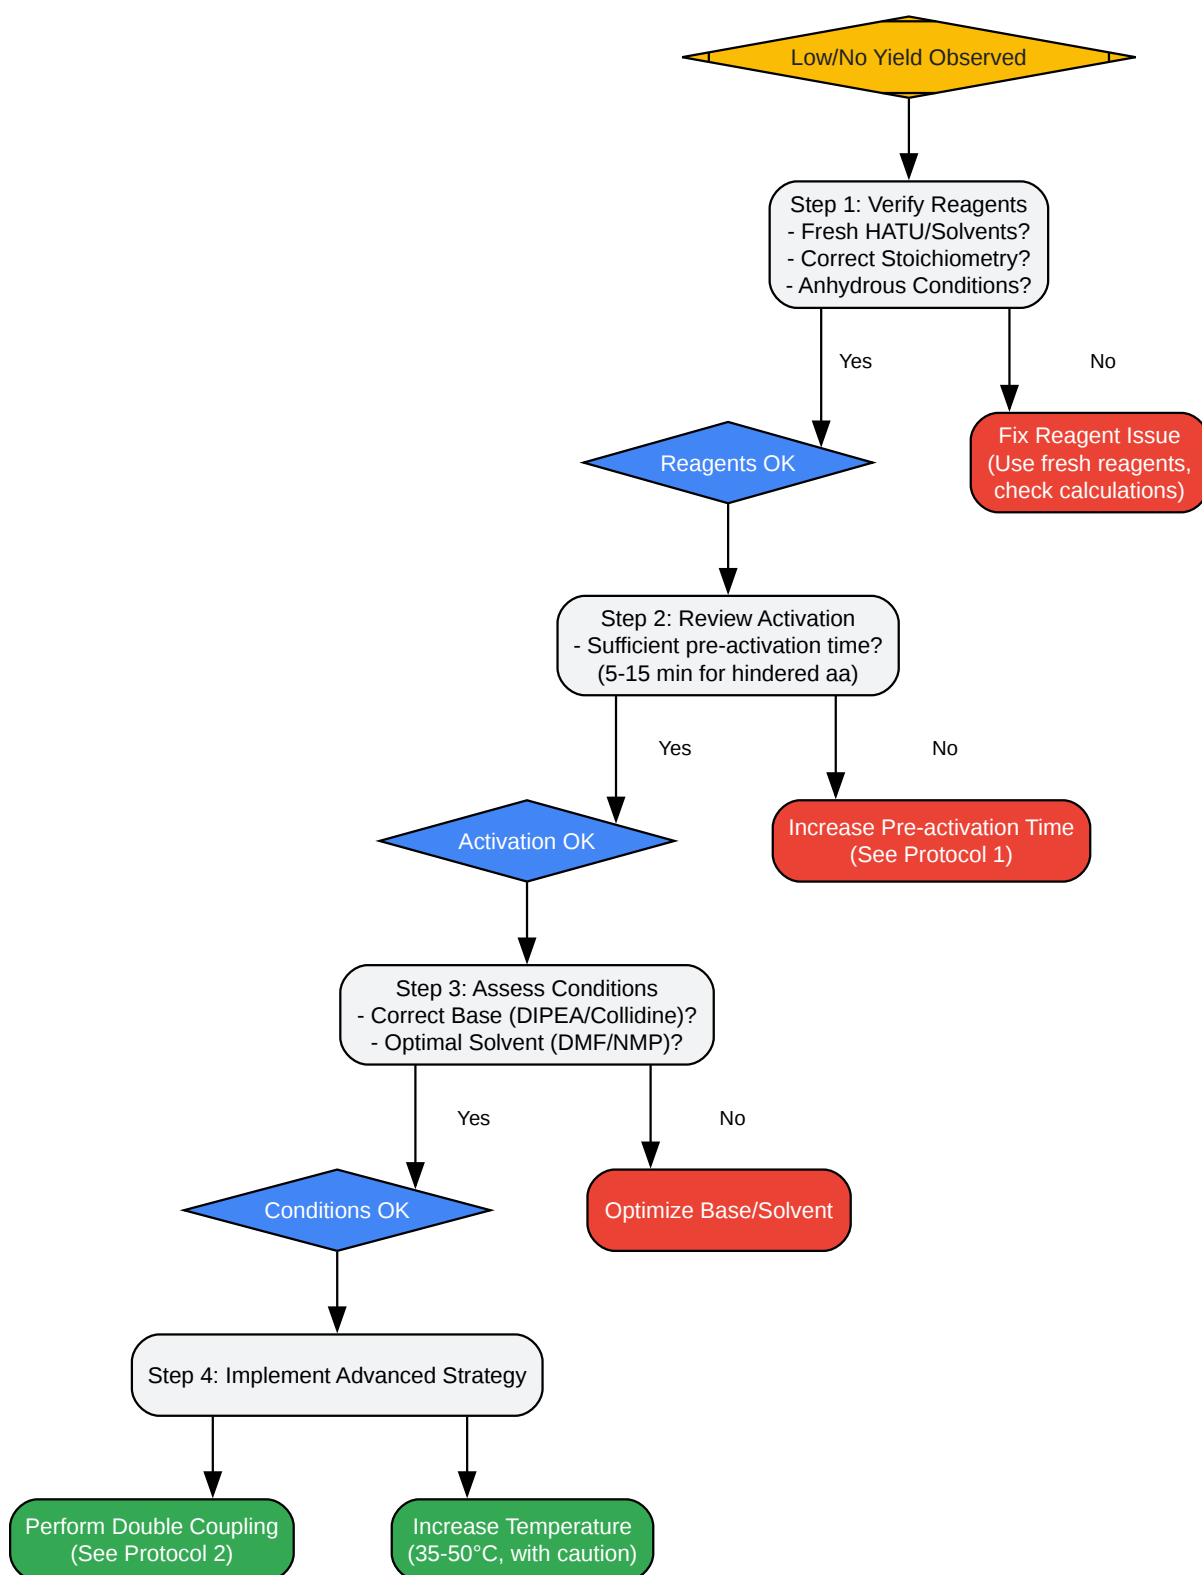 Low/No Yield Observed
Step 1: Verify Reagents
- Fresh HATU/Solvents?
- Correct Stoichiometry?
- Anhydrous Conditions?
Yes
No
Reagents OK
Fix Reagent Issue
(Use fresh reagents,
check calculations)
Step 2: Review Activation
- Sufficient pre-activation time?
(5-15 min for hindered aa)
Yes
No
Activation OK
Increase Pre-activation Time
(See Protocol 1)
Step 3: Assess Conditions
- Correct Base (DIPEA/Collidine)?
- Optimal Solvent (DMF/NMP)?
Yes
No
Conditions OK
Optimize Base/Solvent
Step 4: Implement Advanced Strategy
Perform Double Coupling
(See Protocol 2)
Increase Temperature
(35-50°C, with caution)